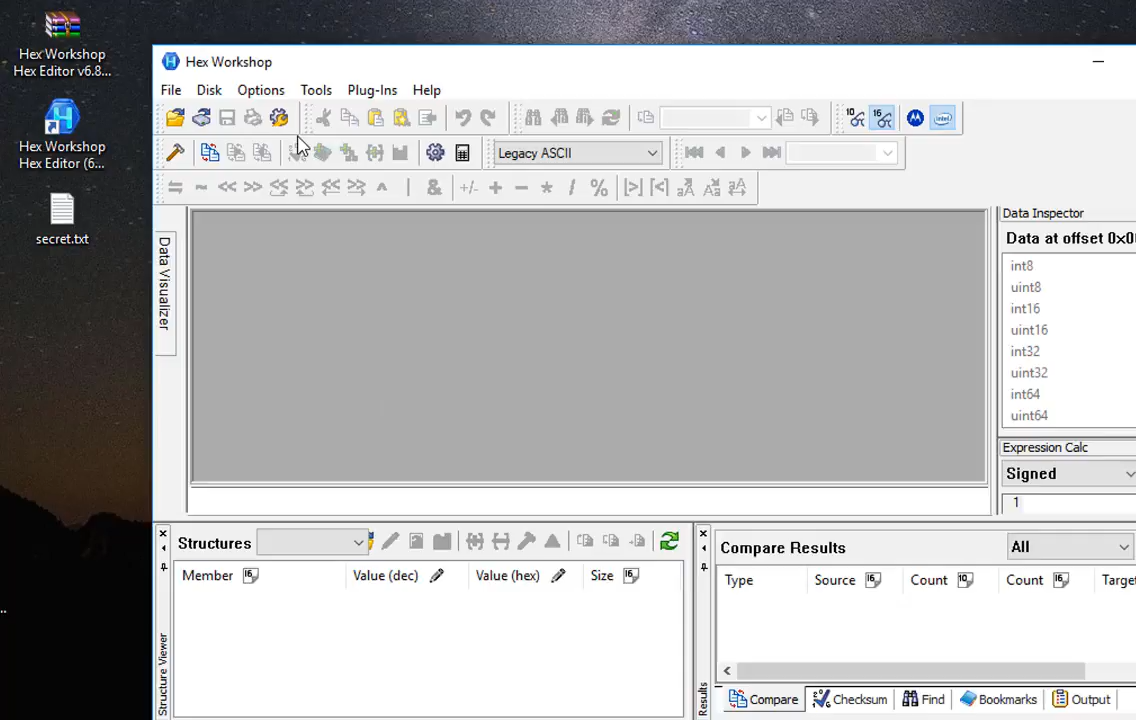 Hex Workshop
Hex Editor v6.8...
Hex Workshop
Hex Editor (6...
secret.txt
Hex Workshop
File Disk Options Tools Plug-Ins Help
10 16 intel
Legacy ASCII
& +/- + - * / %
Data Visualizer
Data Inspector
Data at offset 0x0
int8
uint8
int16
uint16
int32
uint32
int64
uint64
Expression Calc
Signed
1
Structures
Member Value (dec) Value (hex) Size
Structure Viewer
Compare Results All
Type Source Count Count Targe
Results
Compare Checksum Find Bookmarks Output